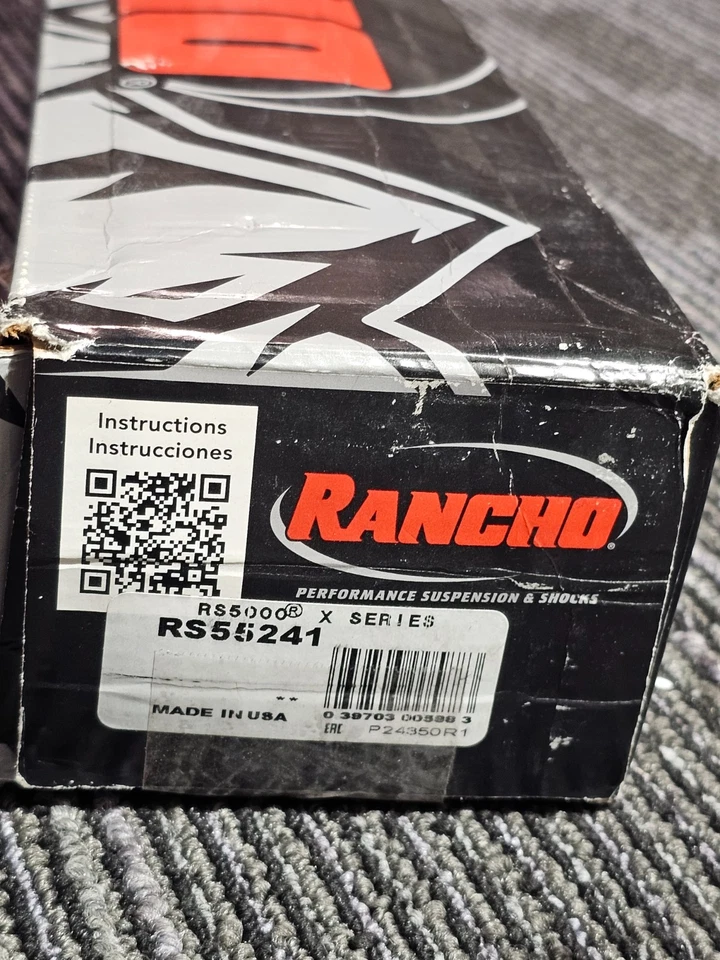 Instructions
Instrucciones
RANCHO®
PERFORMANCE SUSPENSION & SHOCKS
RS5000® X SERIES
RS55241
**
MADE IN USA
0 39703 00598 3
EAC P24350R1